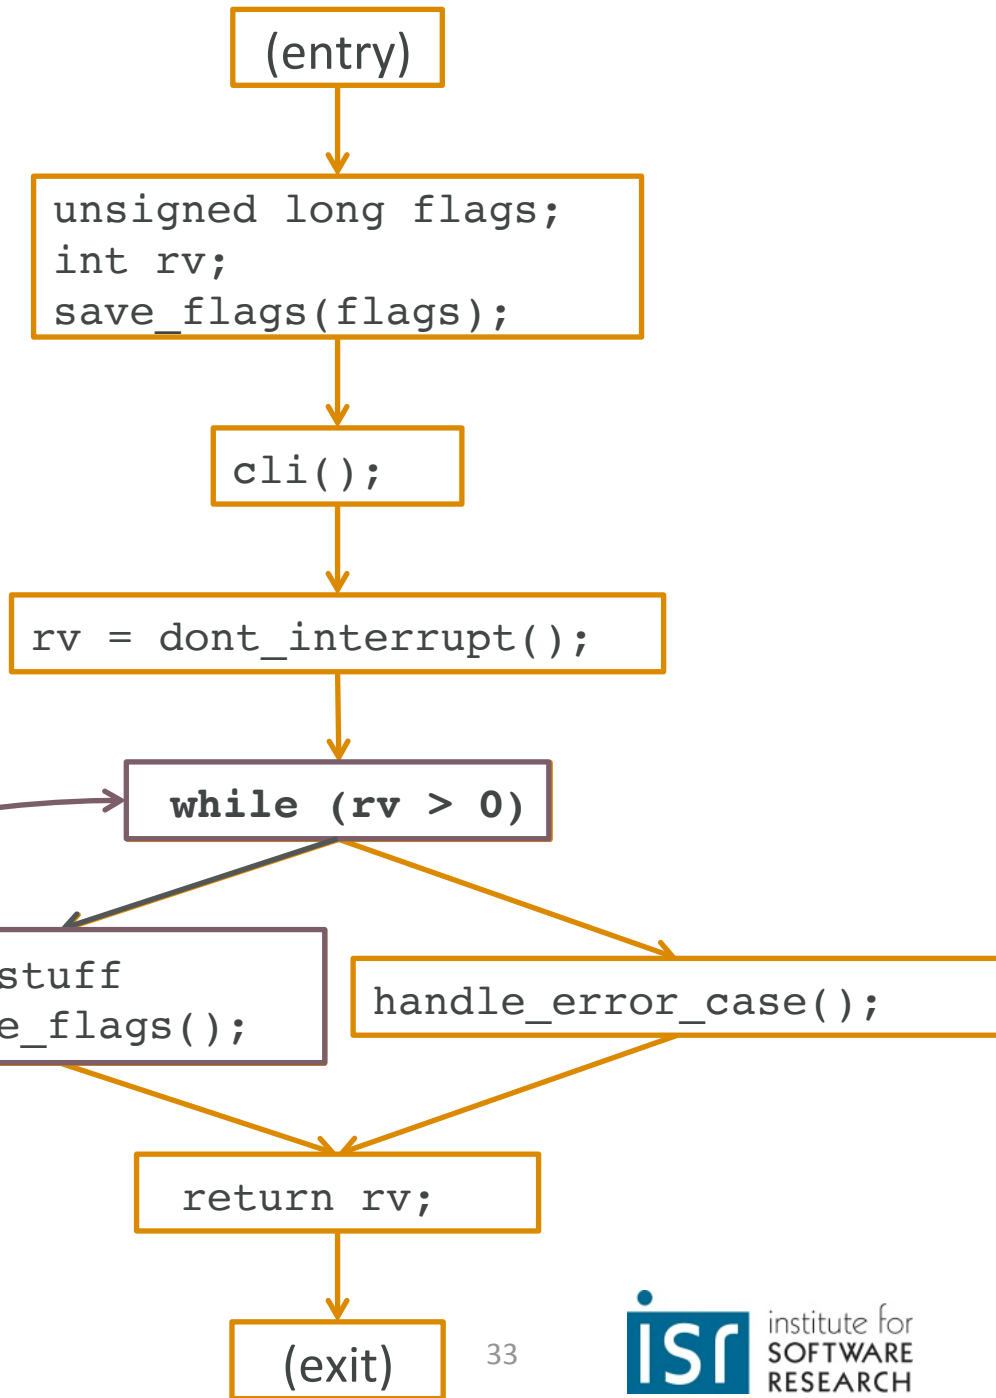 (entry)
unsigned long flags;
int rv;
save_flags(flags);
cli();
rv = dont_interrupt();
while (rv > 0)
stuff
e_flags();
handle_error_case();
return rv;
(exit)
33
isr
institute for
SOFTWARE
RESEARCH